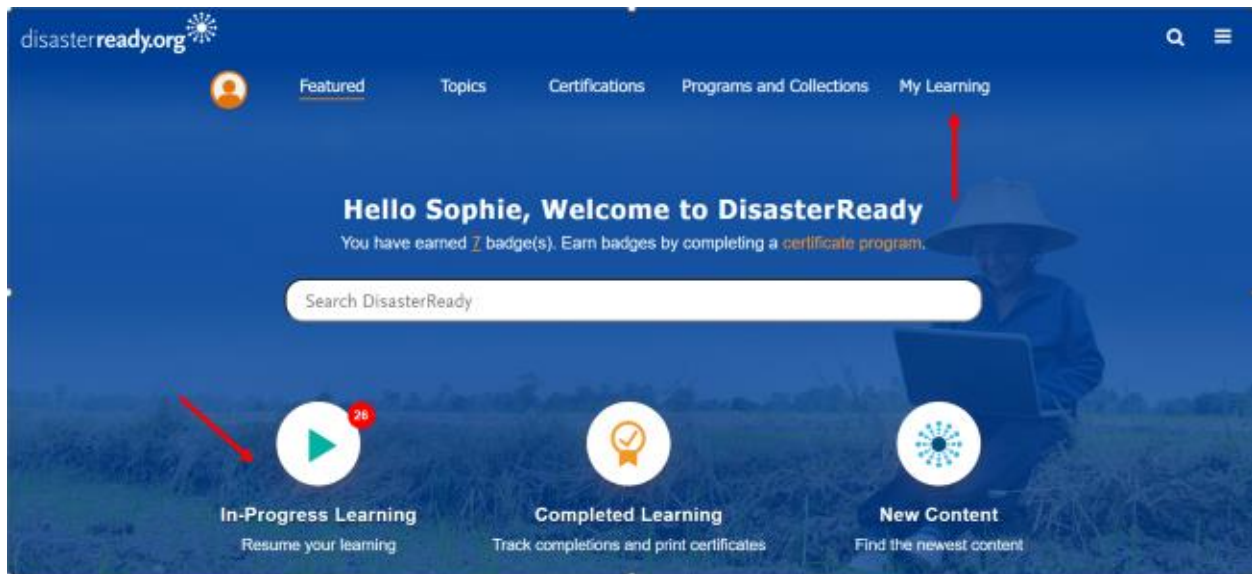 disasterready.org
Featured Topics Certifications Programs and Collections My Learning
Hello Sophie, Welcome to DisasterReady
You have earned 7 badge(s). Earn badges by completing a certificate program.
Search DisasterReady
26
In-Progress Learning Completed Learning New Content
Resume your learning Track completions and print certificates Find the newest content